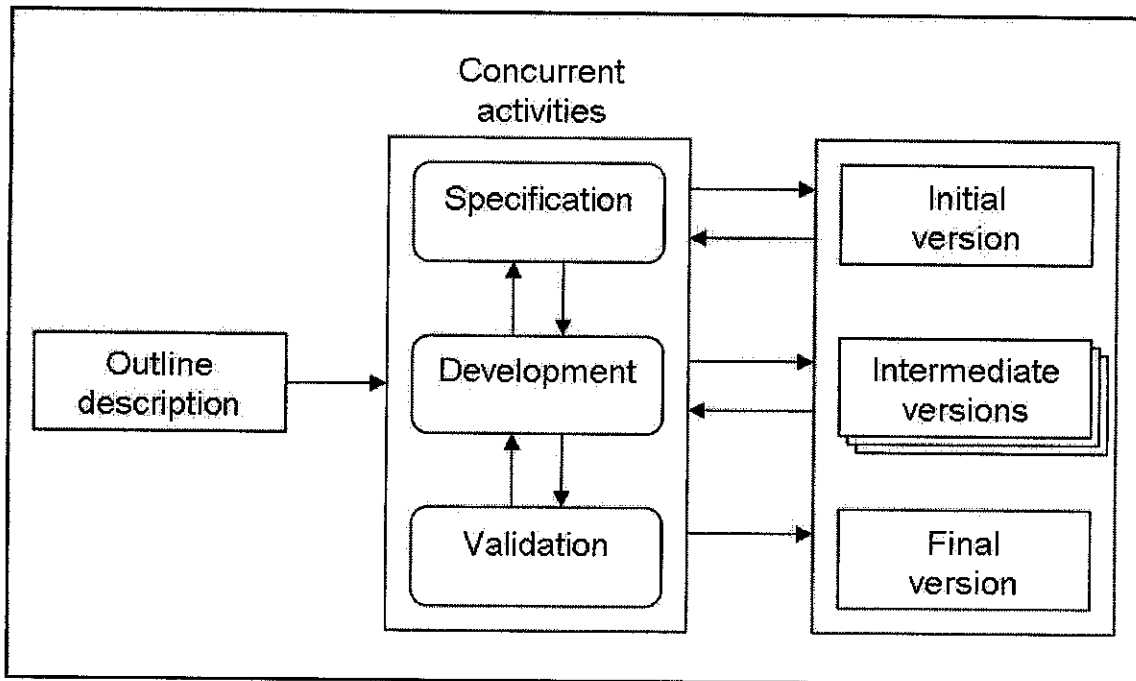 Concurrent
activities
Outline
description
Specification
Development
Validation
Initial
version
Intermediate
versions
Final
version